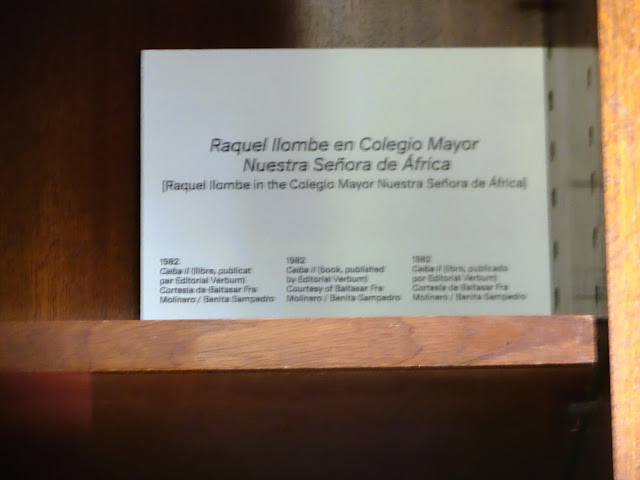 Raquel Ilombe en Colegio Mayor
Nuestra Señora de África
[Raquel Ilombe in the Colegio Mayor Nuestra Señora de África]
1982
Ceiba II (llibre, publicat
per Editorial Verbum)
Cortesia de Baltasar Fra
Molinero / Benita Sampedro
1982
Ceiba II (book, published
by Editorial Verbum)
Courtesy of Baltasar Fra
Molinero / Benita Sampedro
1982
Ceiba II (libro, publicado
por Editorial Verbum)
Cortesía de Baltasar Fra
Molinero / Benita Sampedro